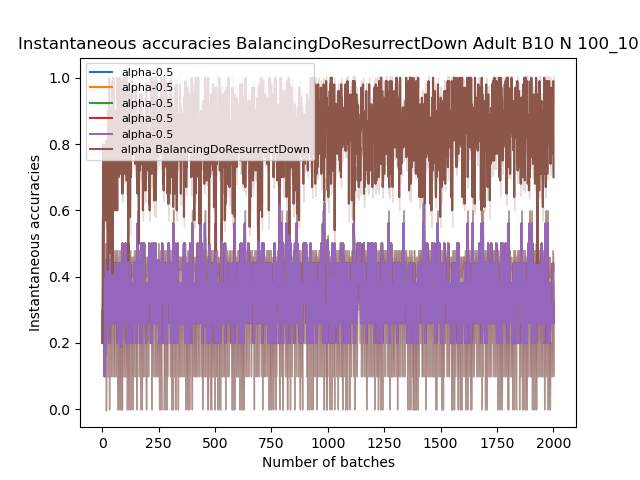 Instantaneous accuracies BalancingDoResurrectDown Adult B10 N 100_10
alpha-0.5
alpha-0.5
alpha-0.5
alpha-0.5
alpha-0.5
alpha BalancingDoResurrectDown
1.0
0.8
0.6
0.4
0.2
0.0
Instantaneous accuracies
0 250 500 750 1000 1250 1500 1750 2000
Number of batches